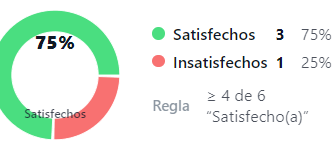 75%
Satisfechos
Satisfechos 3 75%
Insatisfechos 1 25%
Regla ≥ 4 de 6
“Satisfecho(a)”